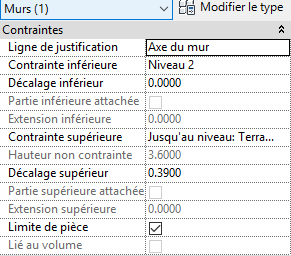 Murs (1)
Modifier le type
Contraintes
Ligne de justification Axe du mur
Contrainte inférieure Niveau 2
Décalage inférieur 0.0000
Partie inférieure attachée
Extension inférieure 0.0000
Contrainte supérieure Jusqu'au niveau: Terra...
Hauteur non contrainte 3.6000
Décalage supérieur 0.3900
Partie supérieure attachée
Extension supérieure 0.0000
Limite de pièce
Lié au volume